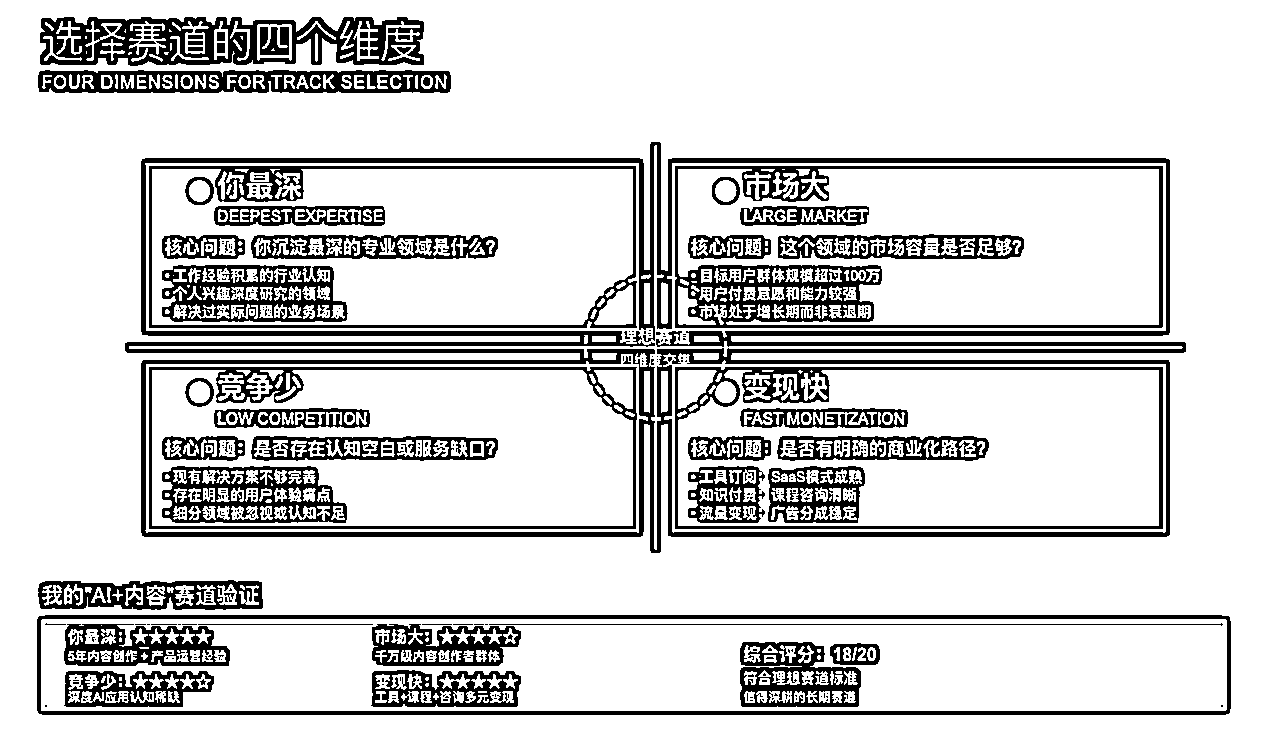 选择赛道的四个维度
FOUR DIMENSIONS FOR TRACK SELECTION
你最深
DEEPEST EXPERTISE
核心问题：你沉淀最深的专业领域是什么？
•工作经验积累的行业认知
•个人兴趣深度研究的领域
•解决过实际问题的业务场景
市场大
LARGE MARKET
核心问题：这个领域的市场容量是否足够？
•目标用户群体规模超过100万
•用户付费意愿和能力较强
•市场处于增长期而非衰退期
理想赛道
四维度交集
竞争少
LOW COMPETITION
核心问题：是否存在认知空白或服务缺口？
•现有解决方案不够完善
•存在明显的用户体验痛点
•细分领域被忽视或认知不足
变现快
FAST MONETIZATION
核心问题：是否有明确的商业化路径？
•工具订阅：SaaS模式成熟
•知识付费：课程咨询清晰
•流量变现：广告分成稳定
我的"AI+内容"赛道验证
你最深：★★★★★
5年内容创作 + 产品运营经验
市场大：★★★★☆
千万级内容创作者群体
竞争少：★★★★☆
深度AI应用认知稀缺
变现快：★★★★★
工具+课程+咨询多元变现
综合评分：18/20
符合理想赛道标准
值得深耕的长期赛道